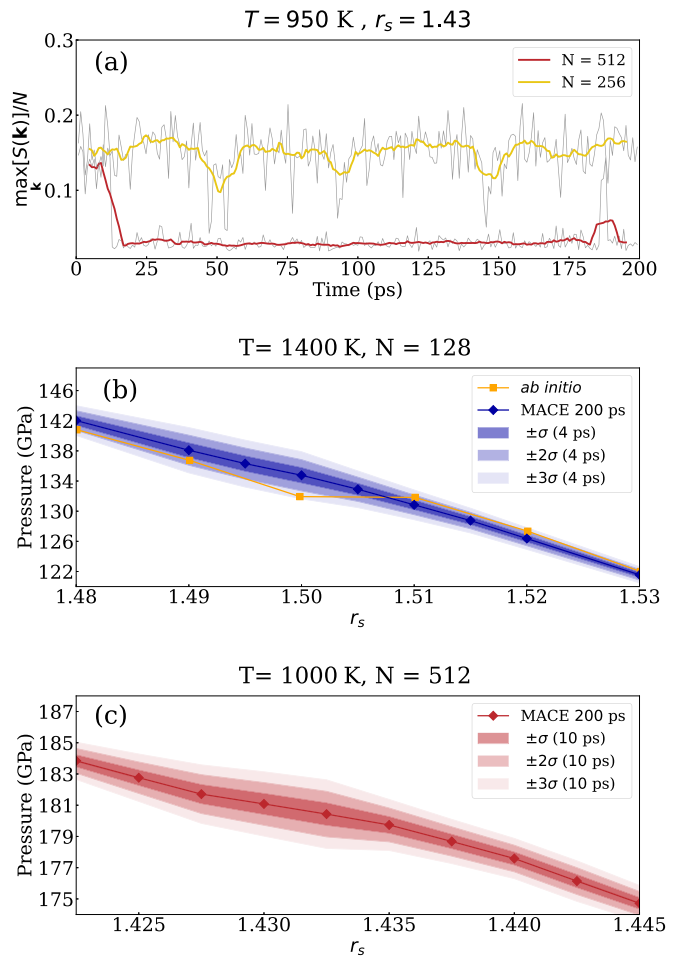 T = 950 K , r_s = 1.43
(a)
N = 512
N = 256
max[S(k)]/N
k
0.3
0.2
0.1
0 25 50 75 100 125 150 175 200
Time (ps)
T= 1400 K, N = 128
(b)
ab initio
MACE 200 ps
±σ (4 ps)
±2σ (4 ps)
±3σ (4 ps)
Pressure (GPa)
146
142
138
134
130
126
122
1.48 1.49 1.50 1.51 1.52 1.53
r_s
T= 1000 K, N = 512
(c)
MACE 200 ps
±σ (10 ps)
±2σ (10 ps)
±3σ (10 ps)
Pressure (GPa)
187
185
183
181
179
177
175
1.425 1.430 1.435 1.440 1.445
r_s